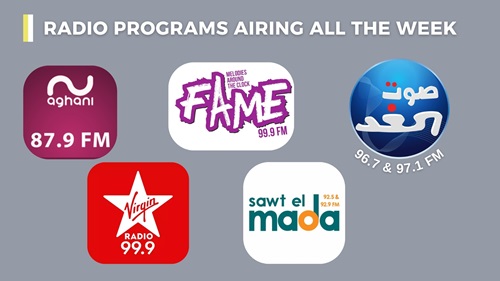 RADIO PROGRAMS AIRING ALL THE WEEK
aghani
87.9 FM
MELODIES
AROUND
THE CLOCK
FAME
99.9 FM
صوت
الغد
96.7 & 97.1 FM
Virgin
RADIO
99.9
sawt el
92.5 &
92.9 FM
mada